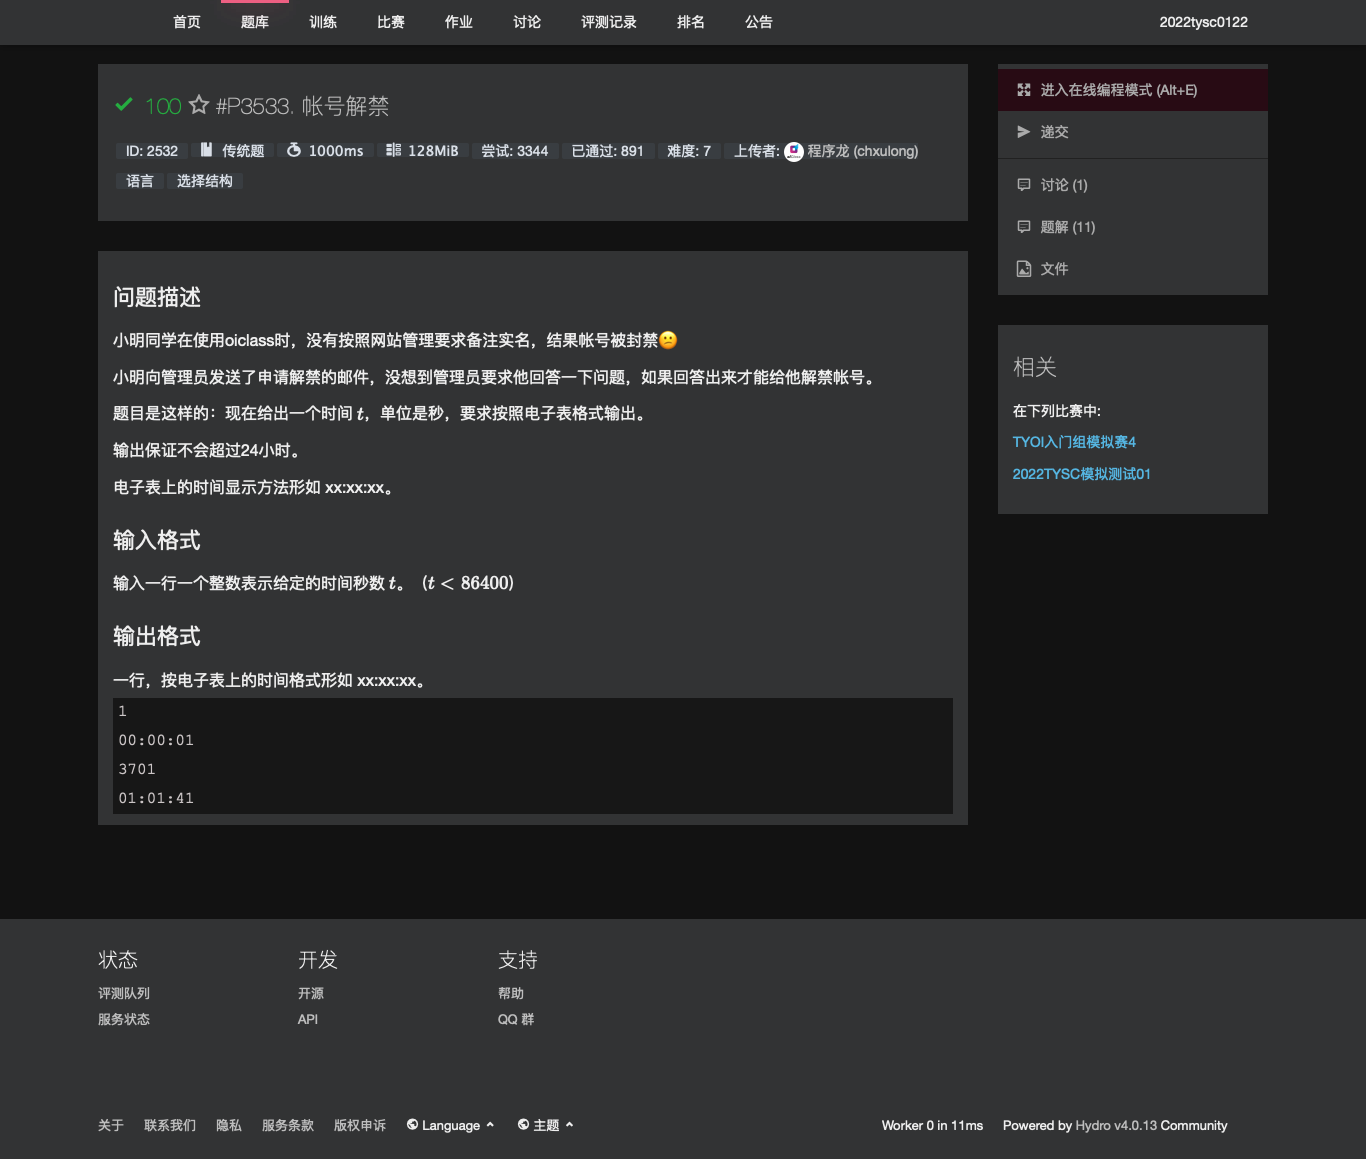 首页 题库 训练 比赛 作业 讨论 评测记录 排名 公告 2022tysc0122
100 #P3533. 帐号解禁
ID: 2532 传统题 1000ms 128MiB 尝试: 3344 已通过: 891 难度: 7 上传者: 程序龙 (chxulong)
语言 选择结构
问题描述
小明同学在使用oiclass时，没有按照网站管理要求备注实名，结果帐号被封禁😕
小明向管理员发送了申请解禁的邮件，没想到管理员要求他回答一下问题，如果回答出来才能给他解禁帐号。
题目是这样的：现在给出一个时间 t，单位是秒，要求按照电子表格式输出。
输出保证不会超过24小时。
电子表上的时间显示方法形如 xx:xx:xx。
输入格式
输入一行一个整数表示给定的时间秒数 t。（t < 86400）
输出格式
一行，按电子表上的时间格式形如 xx:xx:xx。
1
00:00:01
3701
01:01:41
进入在线编程模式 (Alt+E)
递交
讨论 (1)
题解 (11)
文件
相关
在下列比赛中:
TYOI入门组模拟赛4
2022TYSC模拟测试01
状态
评测队列
服务状态
开发
开源
API
支持
帮助
QQ 群
关于 联系我们 隐私 服务条款 版权申诉 Language 主题 Worker 0 in 11ms Powered by Hydro v4.0.13 Community